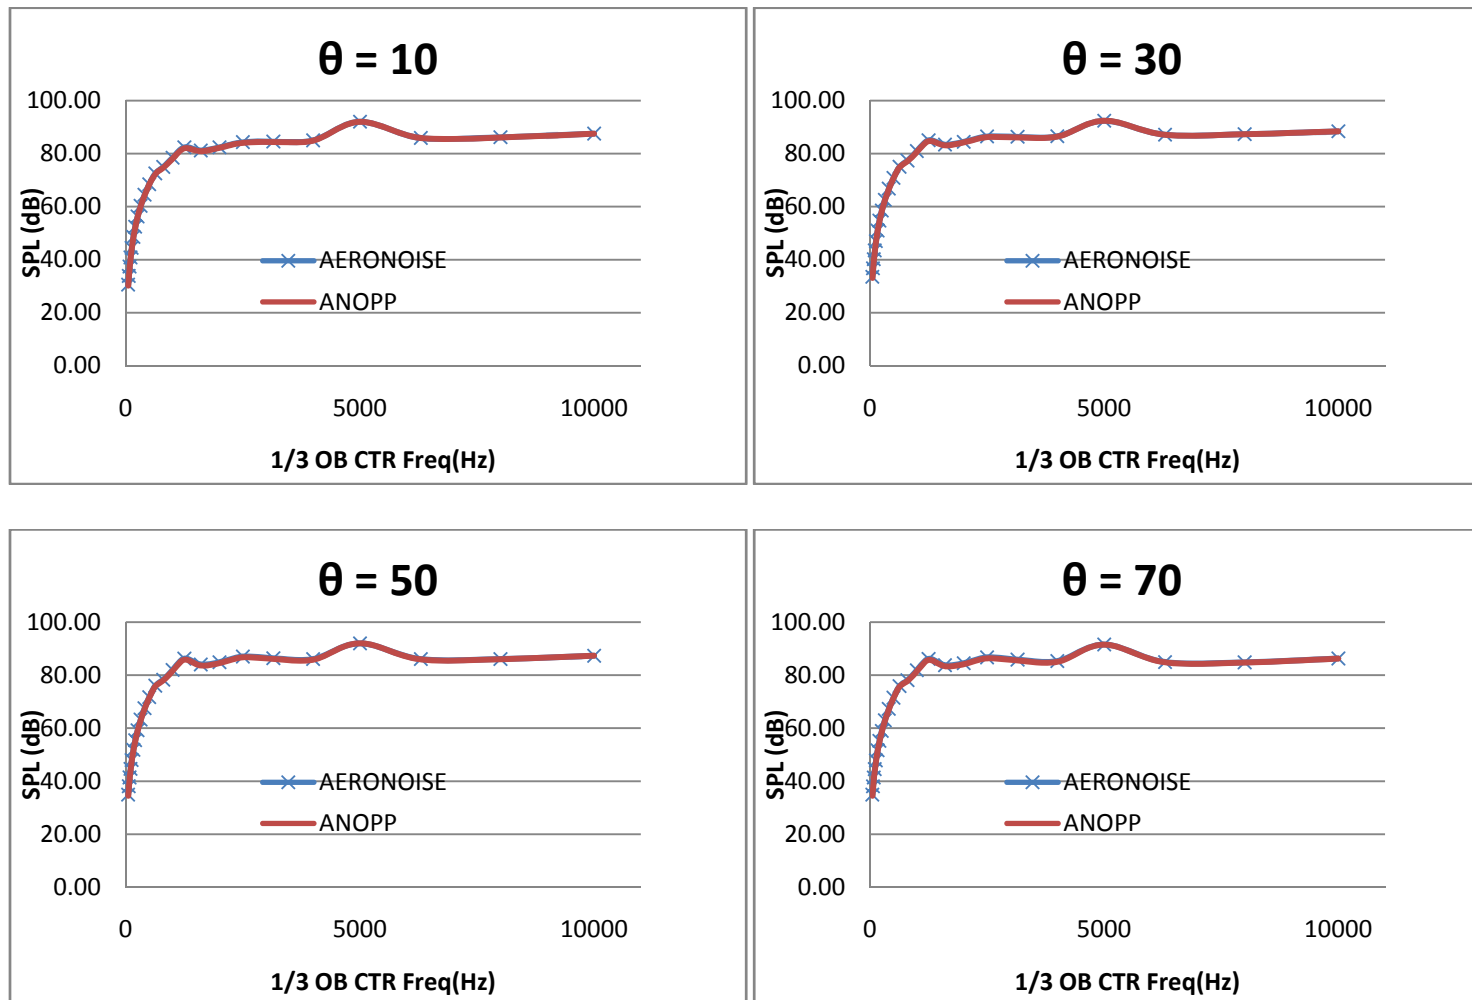 θ = 10
100.00
80.00
60.00
40.00
20.00
0.00
SPL (dB)
AERONOISE
ANOPP
0 5000 10000
1/3 OB CTR Freq(Hz)
θ = 30
100.00
80.00
60.00
40.00
20.00
0.00
SPL (dB)
AERONOISE
ANOPP
0 5000 10000
1/3 OB CTR Freq(Hz)
θ = 50
100.00
80.00
60.00
40.00
20.00
0.00
SPL (dB)
AERONOISE
ANOPP
0 5000 10000
1/3 OB CTR Freq(Hz)
θ = 70
100.00
80.00
60.00
40.00
20.00
0.00
SPL (dB)
AERONOISE
ANOPP
0 5000 10000
1/3 OB CTR Freq(Hz)